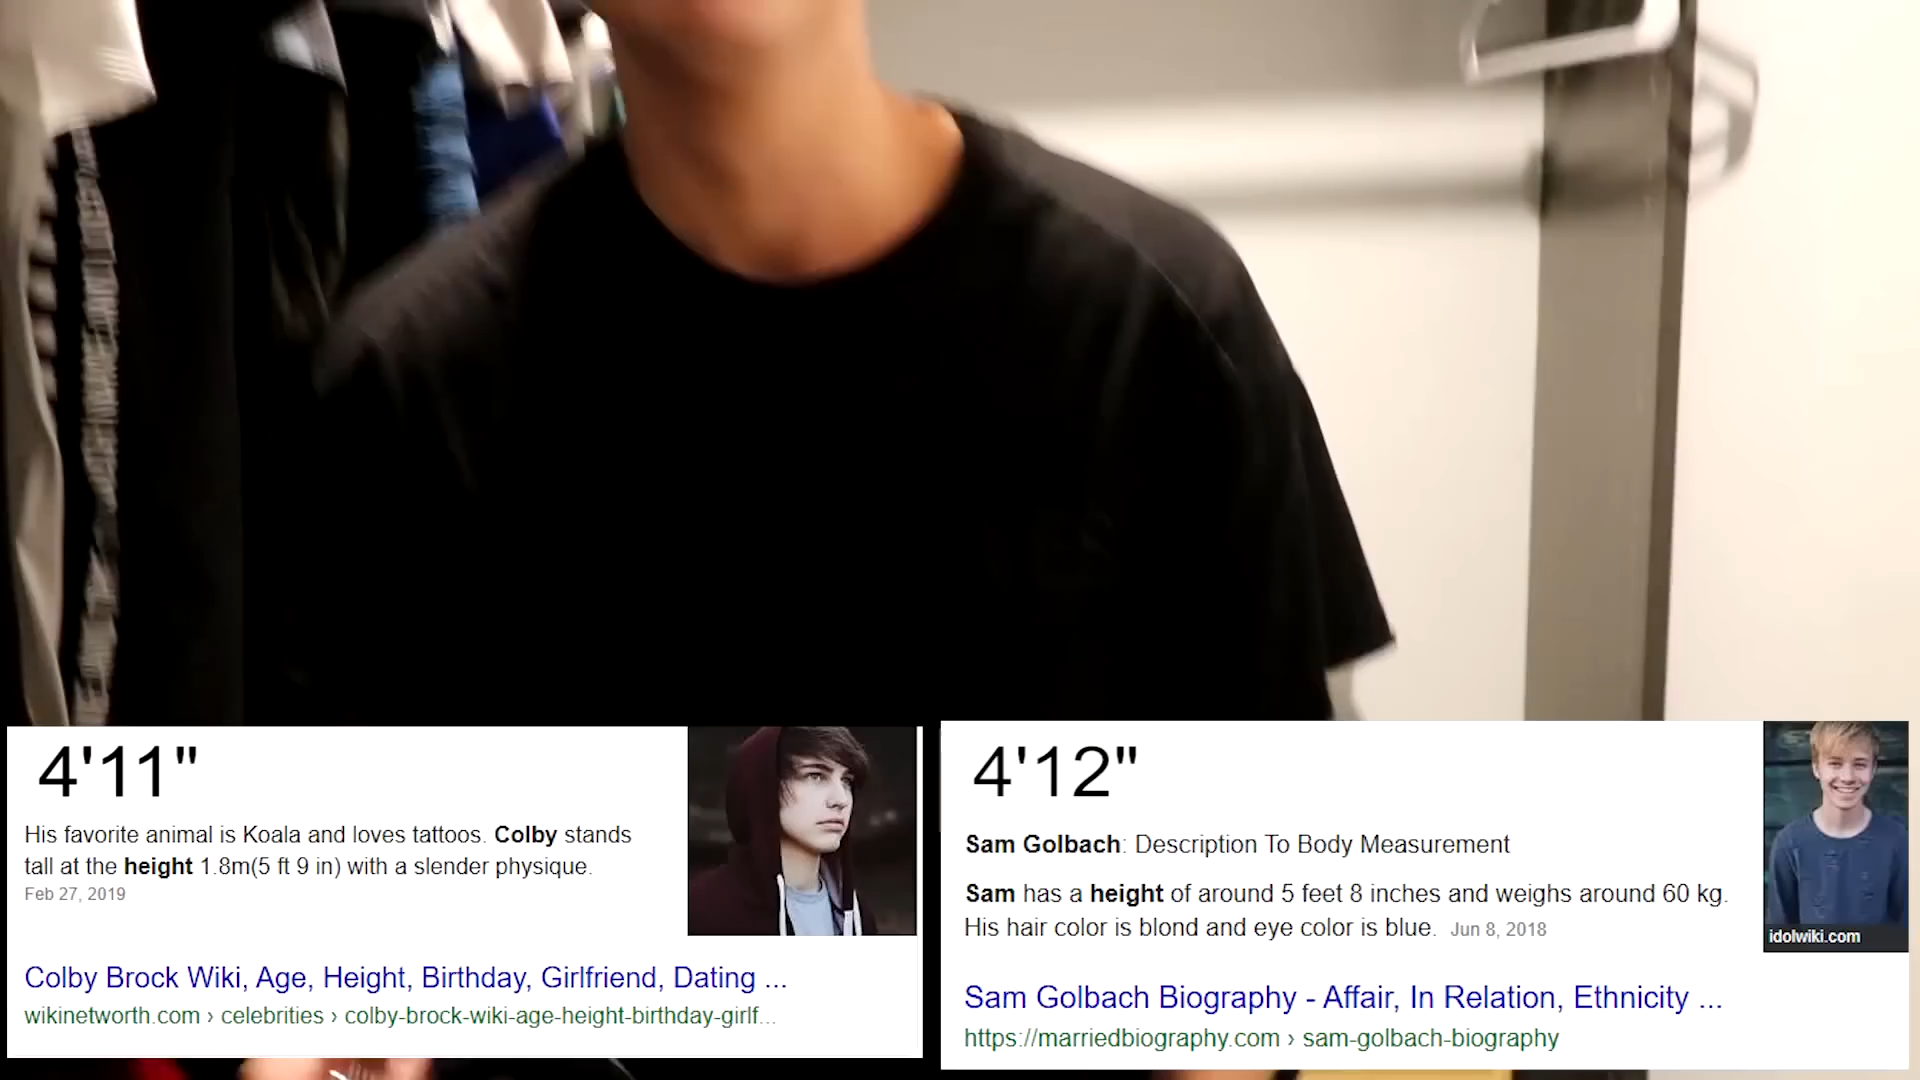 4'11"
His favorite animal is Koala and loves tattoos. Colby stands
tall at the height 1.8m(5 ft 9 in) with a slender physique.
Feb 27, 2019
Colby Brock Wiki, Age, Height, Birthday, Girlfriend, Dating ...
wikinetworth.com › celebrities › colby-brock-wiki-age-height-birthday-girlf...
4'12"
Sam Golbach: Description To Body Measurement
Sam has a height of around 5 feet 8 inches and weighs around 60 kg.
His hair color is blond and eye color is blue. Jun 8, 2018
idolwiki.com
Sam Golbach Biography - Affair, In Relation, Ethnicity ...
https://marriedbiography.com › sam-golbach-biography